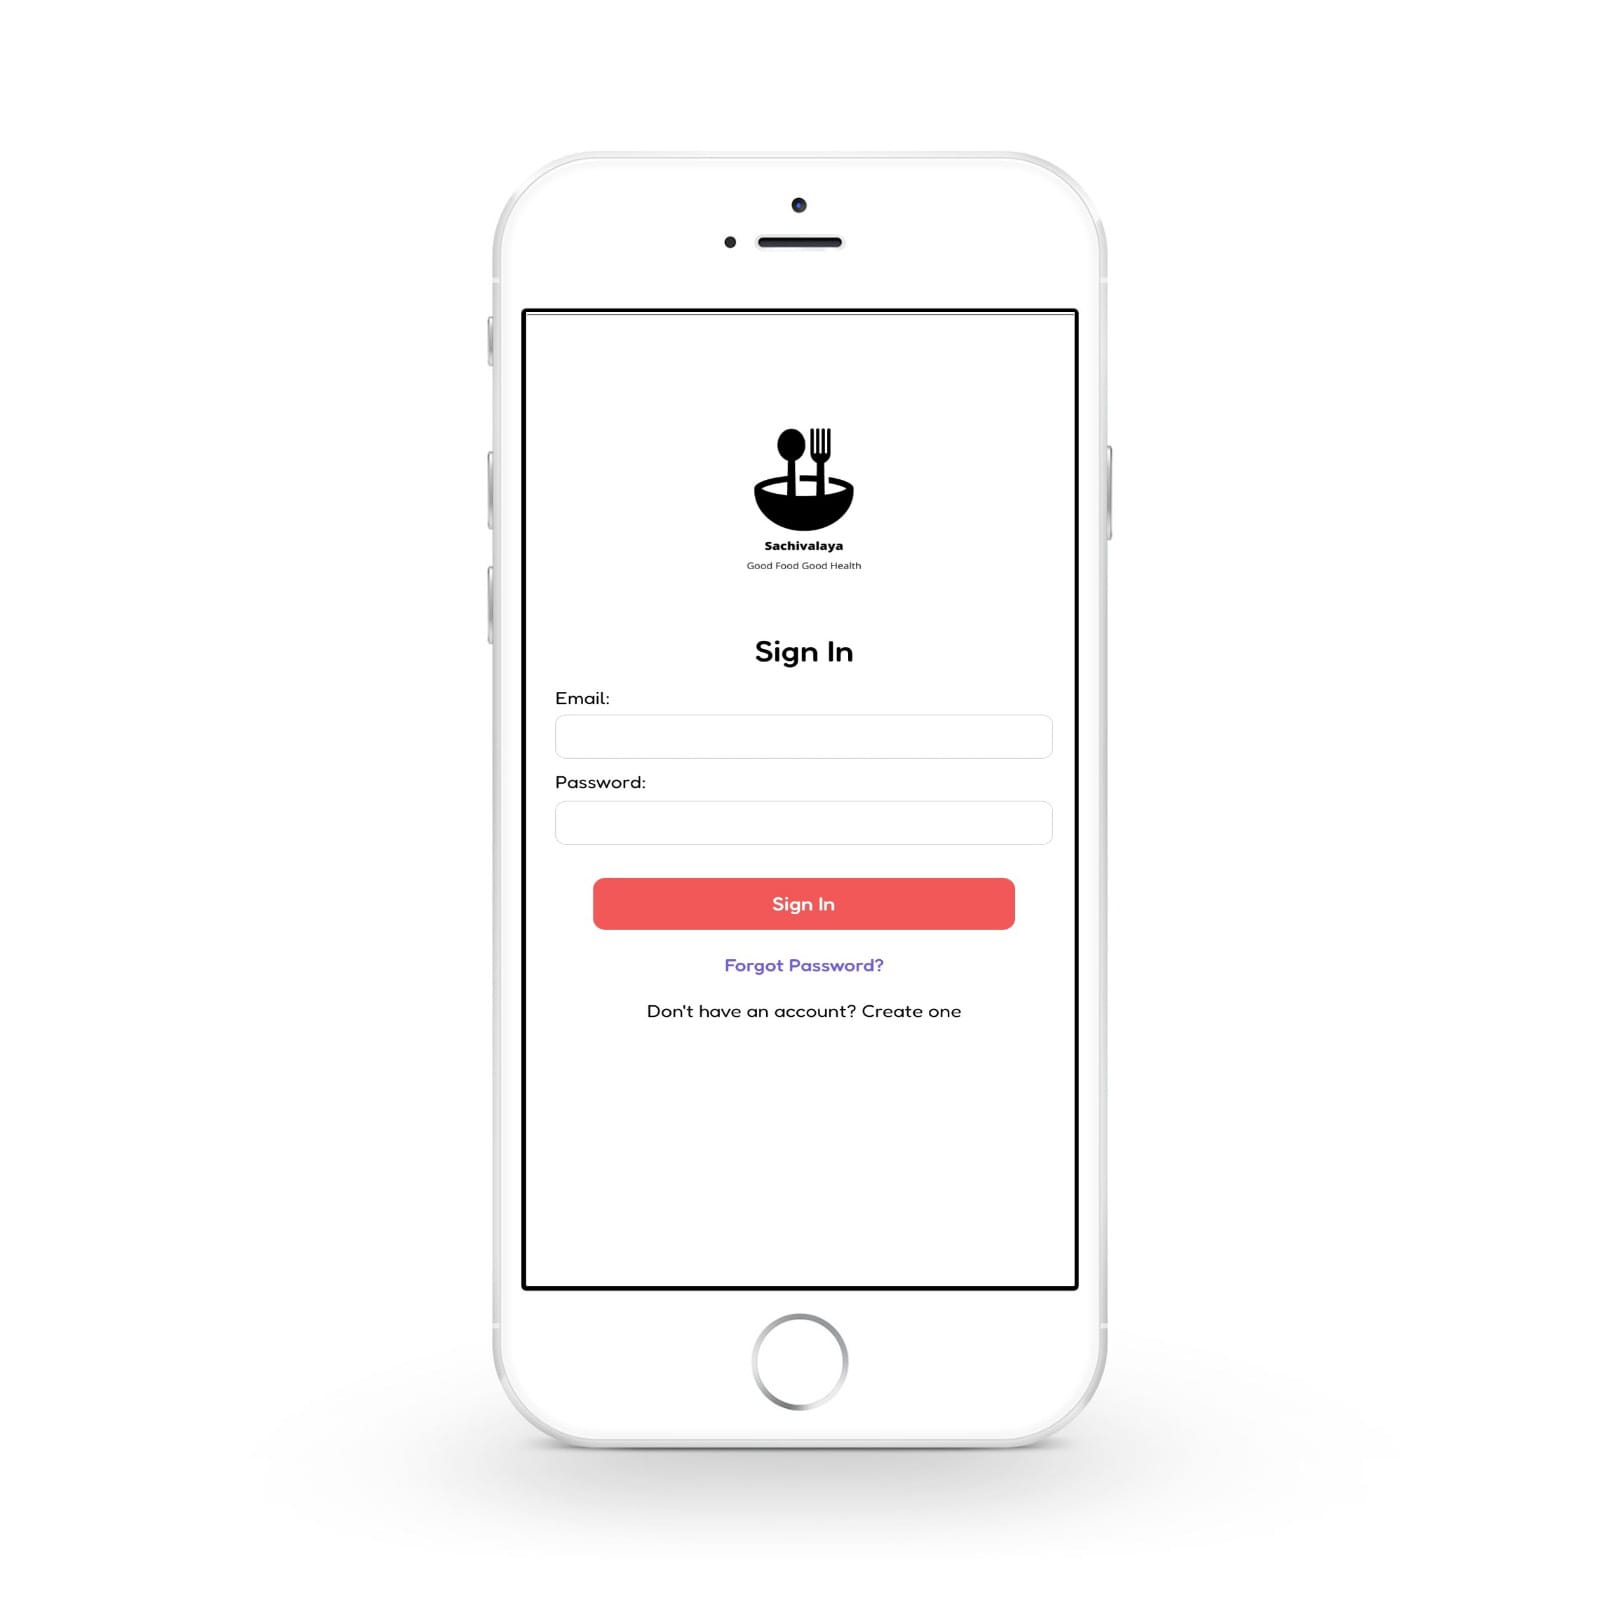 Sachivalaya
Good Food Good Health
Sign In
Email:
Password:
Sign In
Forgot Password?
Don't have an account? Create one